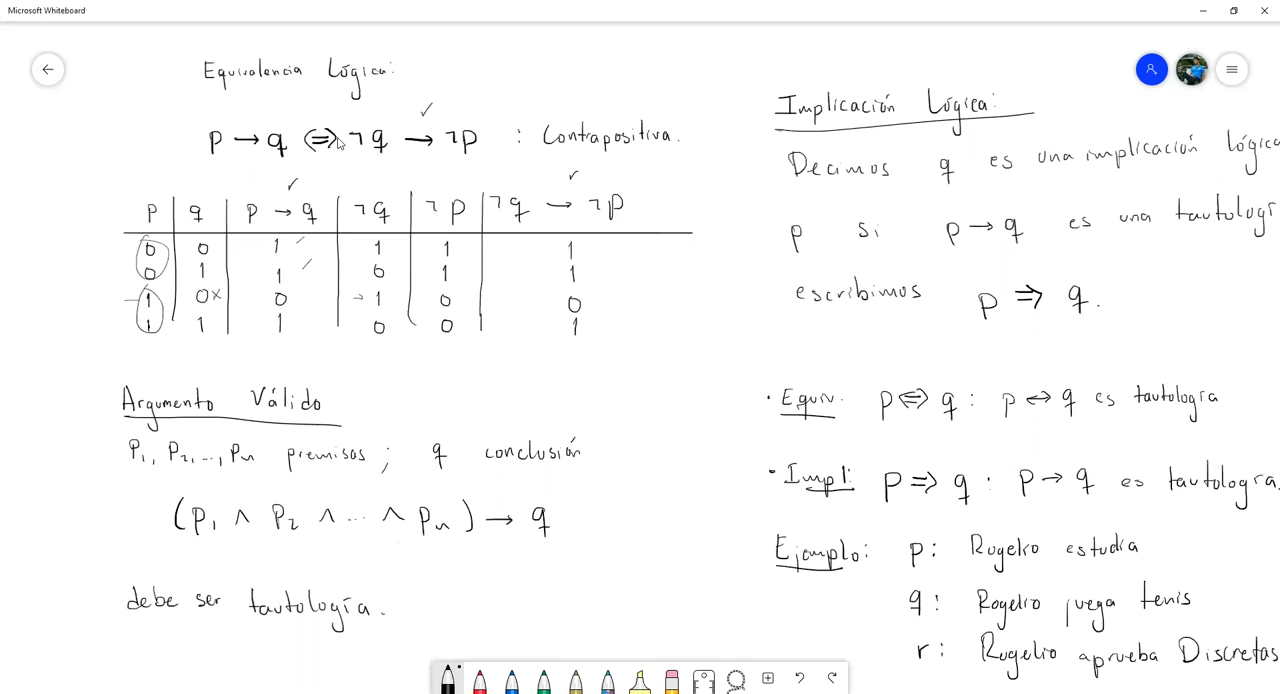 Microsoft Whiteboard
Equivalencia Lógica:
p → q ⟺ ¬q → ¬p : Contrapositiva.
p | q | p → q | ¬q | ¬p | ¬q → ¬p
0 | 0 | 1 | 1 | 1 | 1
0 | 1 | 1 | 0 | 1 | 1
1 | 0 | 0 | 1 | 0 | 0
1 | 1 | 1 | 0 | 0 | 1
Argumento Válido
P1, P2, ..., Pn premisas ; q conclusión
(P1 ∧ P2 ∧ ... ∧ Pn) → q
debe ser tautología.
Implicación Lógica:
Decimos q es una implicación lógica
p si p → q es una tautologí
escribimos p ⇒ q.
· Equiv. p ⟺ q : p ↔ q es tautología
· Impl: p ⇒ q : p → q es tautología.
Ejemplo: p: Rogelio estudia
q: Rogelio juega tenis
r: Rogelio aprueba Discretas